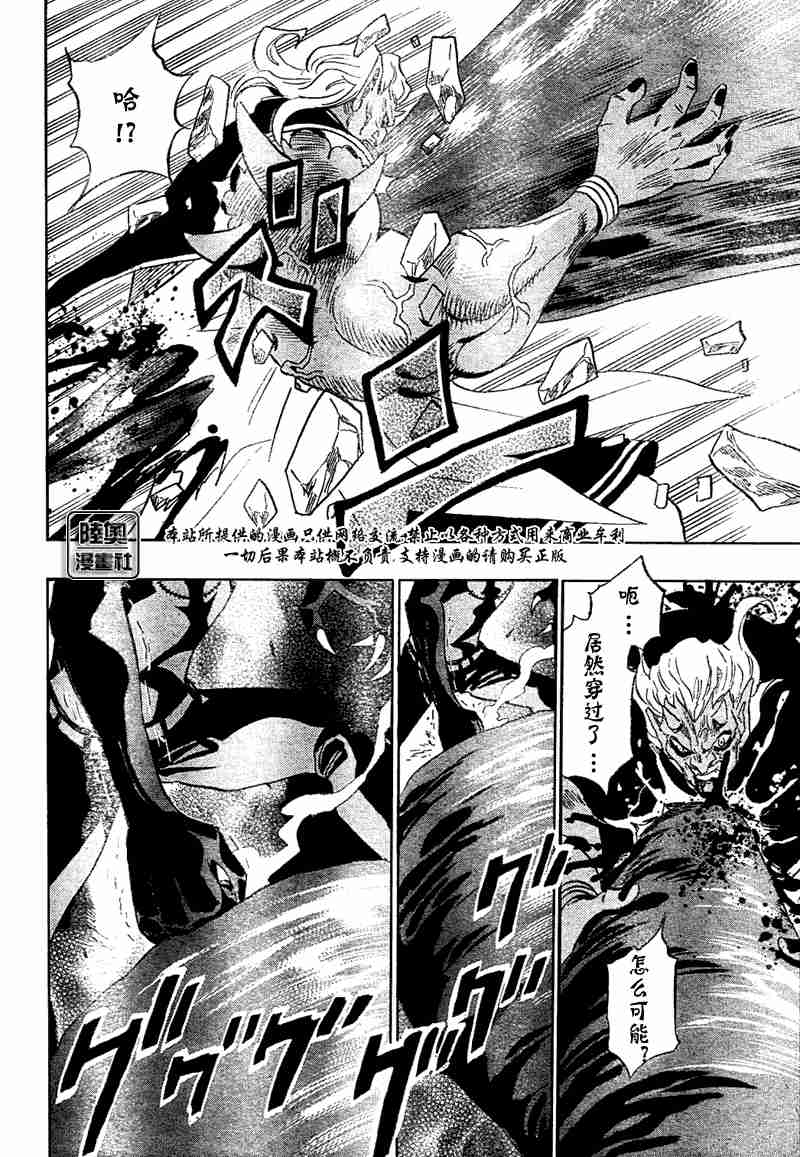 哈
!?
ズン
陸奥
漫畫社
本站所提供的漫画只供网络交流,禁止以各种方式用来商业牟利
一切后果本站概不负责,支持漫画的请购买正版
呃…
居然穿过了…
怎么可能?
ググ
ググググ